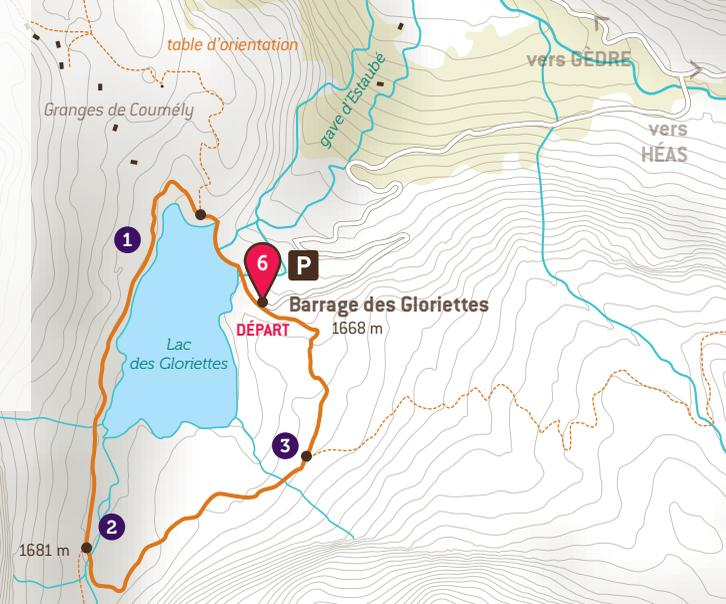 table d'orientation
Granges de Coumély
gave d'Estaubé
vers GÈDRE
vers
HÉAS
1
6
P
Barrage des Gloriettes
DÉPART
1668 m
Lac
des Gloriettes
3
2
1681 m